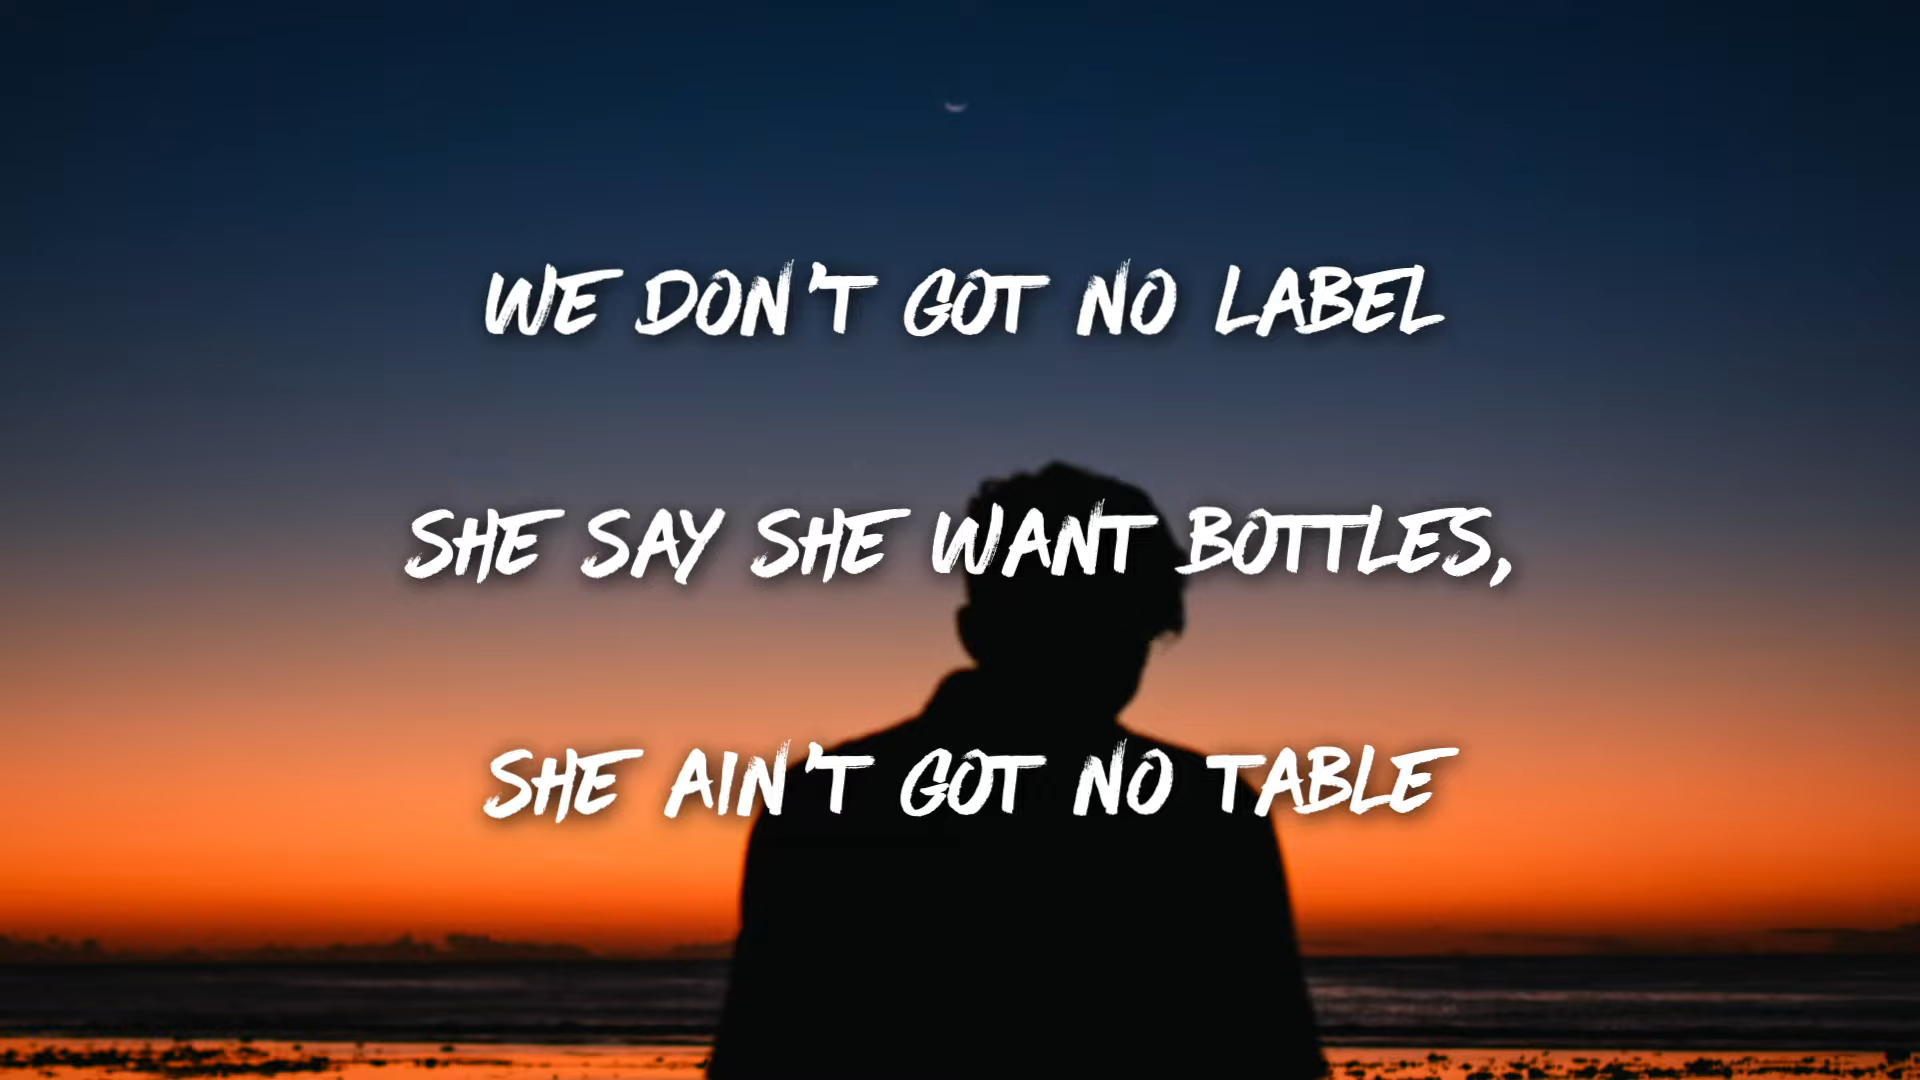 WE DON'T GOT NO LABEL
SHE SAY SHE WANT BOTTLES,
SHE AIN'T GOT NO TABLE